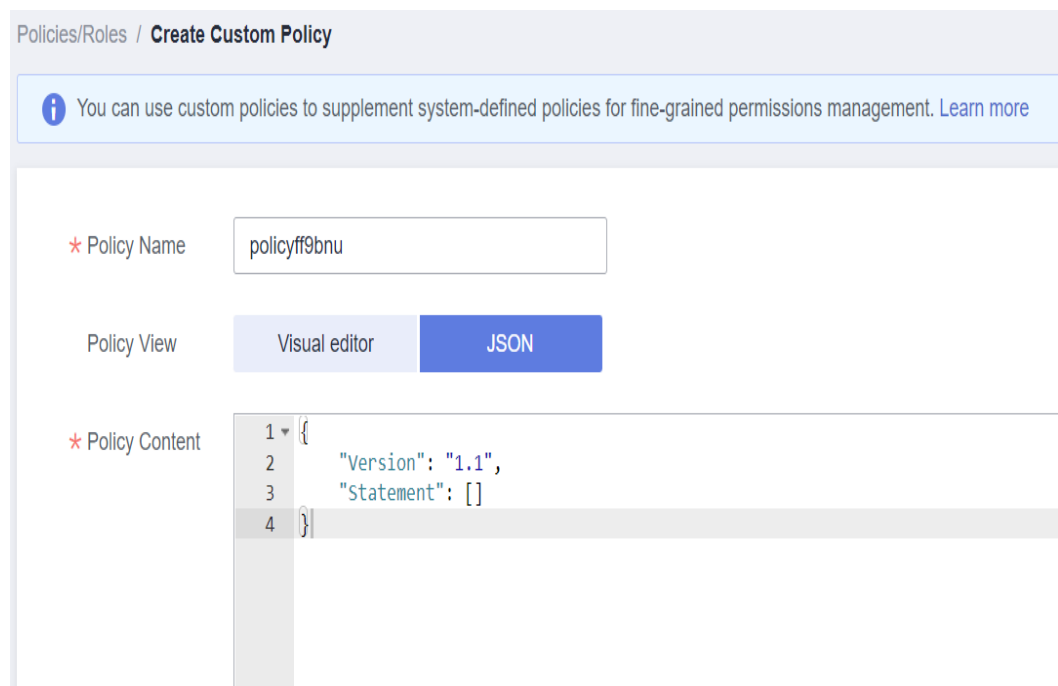 Policies/Roles / Create Custom Policy
You can use custom policies to supplement system-defined policies for fine-grained permissions management. Learn more
* Policy Name policyff9bnu
Policy View Visual editor JSON
* Policy Content
1 {
2 "Version": "1.1",
3 "Statement": []
4 }